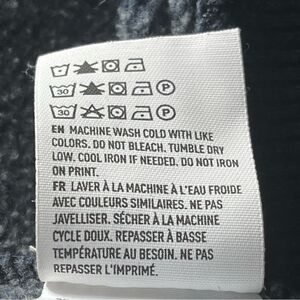 30 P
30 P
EN MACHINE WASH COLD WITH LIKE
COLORS. DO NOT BLEACH. TUMBLE DRY
LOW. COOL IRON IF NEEDED. DO NOT IRON
ON PRINT.
FR LAVER À LA MACHINE À L'EAU FROIDE
AVEC COULEURS SIMILAIRES. NE PAS
JAVELLISER. SÉCHER À LA MACHINE
CYCLE DOUX. REPASSER À BASSE
TEMPÉRATURE AU BESOIN. NE PAS
REPASSER L'IMPRIMÉ.